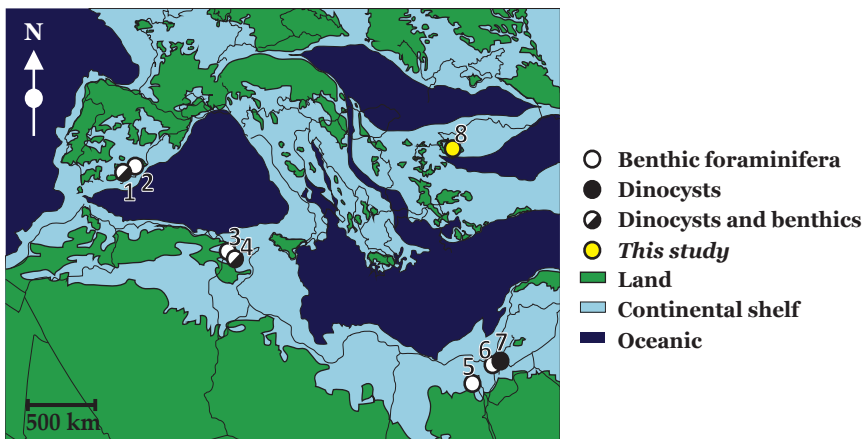 N
8
1 2
3
4
7
6
5
500 km
Benthic foraminifera
Dinocysts
Dinocysts and benthics
This study
Land
Continental shelf
Oceanic